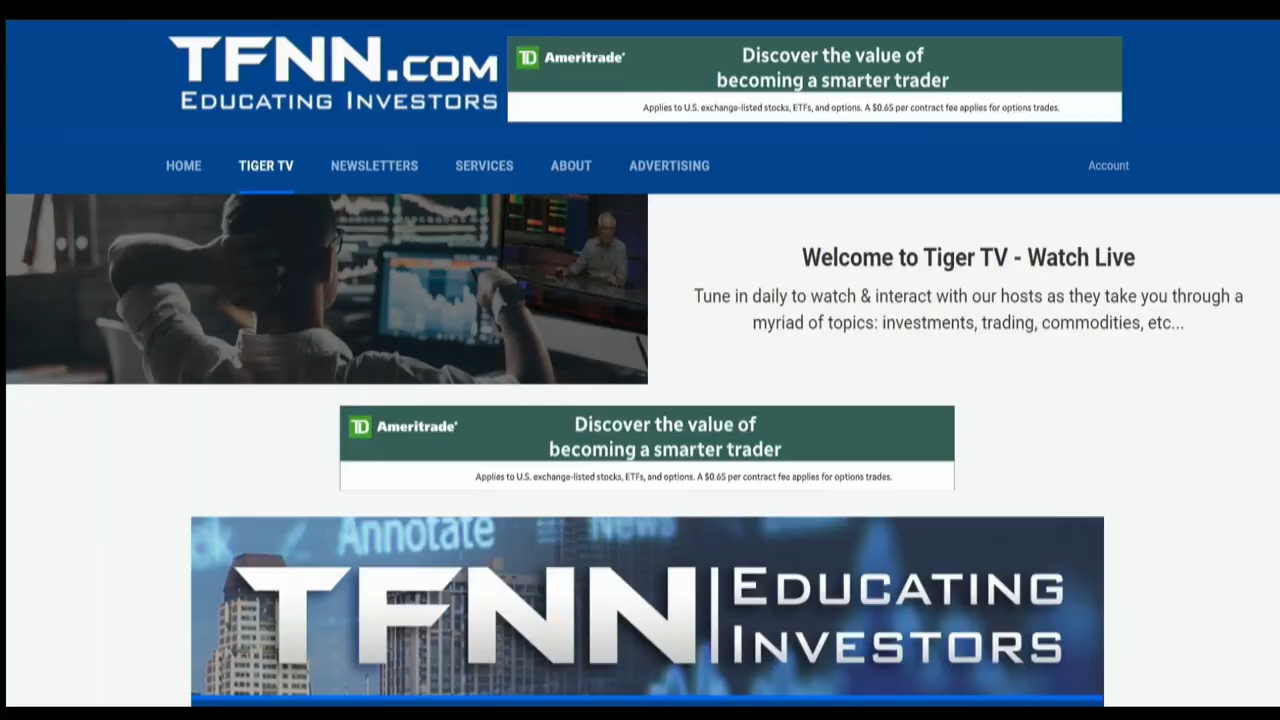 TFNN.COM
EDUCATING INVESTORS
TD Ameritrade
Discover the value of
becoming a smarter trader
Applies to U.S. exchange-listed stocks, ETFs, and options. A $0.65 per contract fee applies for options trades.
HOME TIGER TV NEWSLETTERS SERVICES ABOUT ADVERTISING Account
Welcome to Tiger TV - Watch Live
Tune in daily to watch & interact with our hosts as they take you through a
myriad of topics: investments, trading, commodities, etc...
TD Ameritrade
Discover the value of
becoming a smarter trader
Applies to U.S. exchange-listed stocks, ETFs, and options. A $0.65 per contract fee applies for options trades.
Annotate News
TFNN EDUCATING
INVESTORS